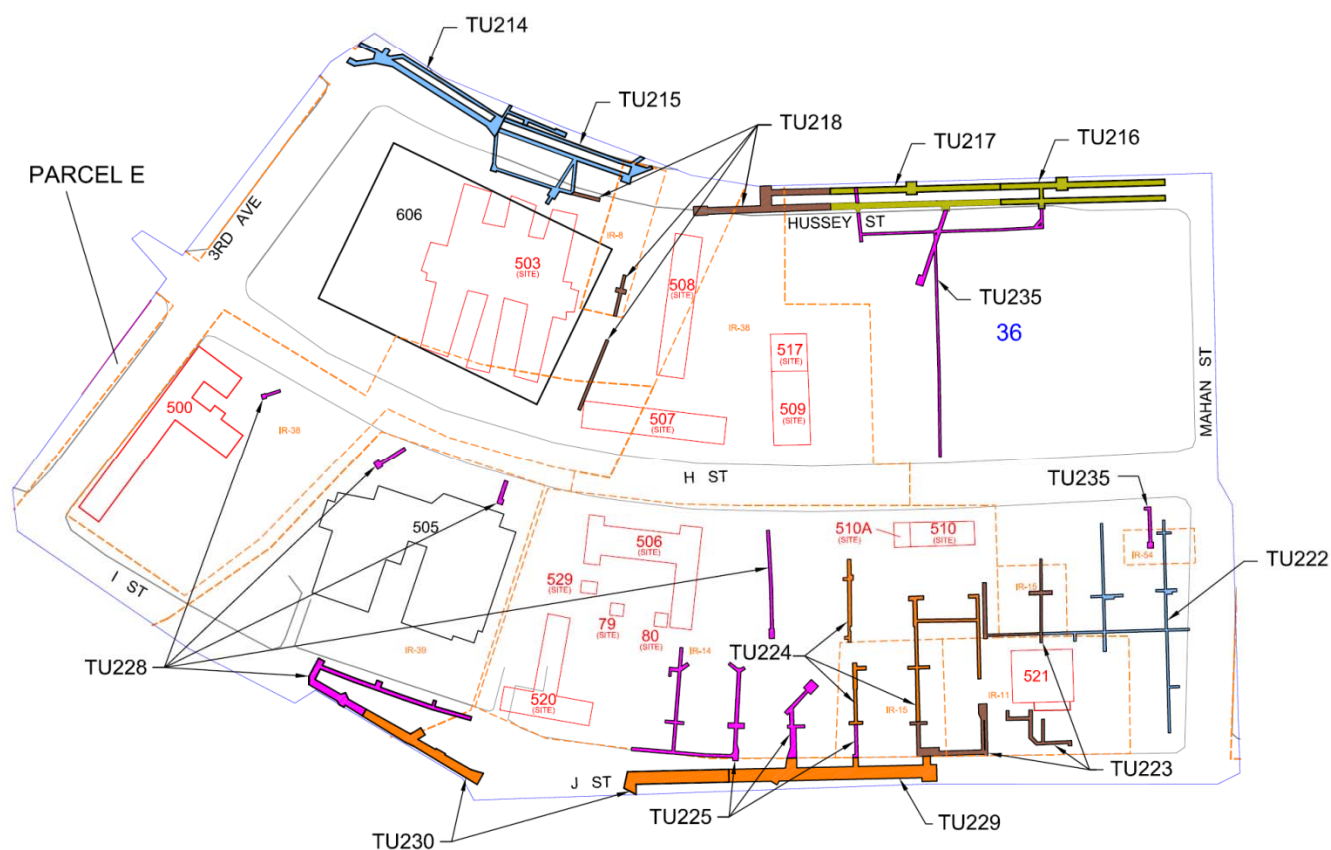 TU214
TU215
TU218
TU217
TU216
PARCEL E
3RD AVE
606
503
(SITE)
IR-8
508
(SITE)
HUSSEY ST
TU235
36
IR-38
517
(SITE)
509
(SITE)
MAHAN ST
500
IR-38
507
(SITE)
H ST
TU235
505
506
(SITE)
510A
(SITE)
510
(SITE)
IR-54
TU222
I ST
529
(SITE)
79
(SITE)
80
(SITE)
IR-16
TU228
IR-39
IR-14
TU224
IR-15
IR-11
521
520
(SITE)
J ST
TU223
TU230
TU225
TU229